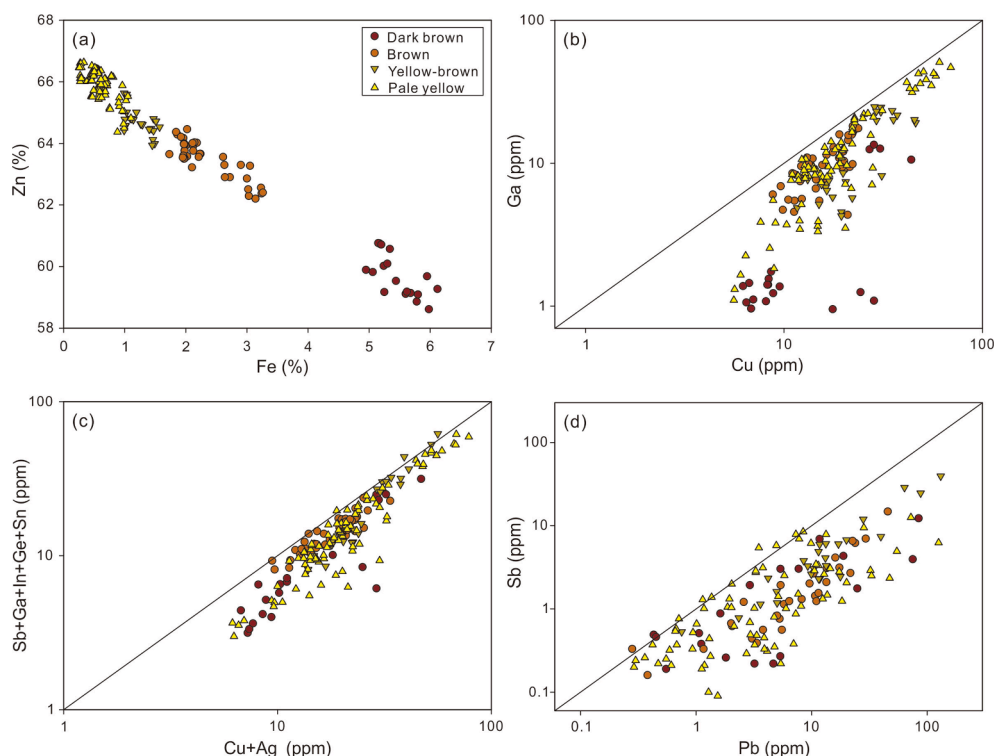 (a)
Dark brown
Brown
Yellow-brown
Pale yellow
68
66
64
62
60
58
Zn (%)
0 1 2 3 4 5 6 7
Fe (%)
(b)
100
10
1
Ga (ppm)
1 10 100
Cu (ppm)
(c)
100
10
1
Sb+Ga+In+Ge+Sn (ppm)
1 10 100
Cu+Ag (ppm)
(d)
100
10
1
0.1
Sb (ppm)
0.1 1 10 100
Pb (ppm)